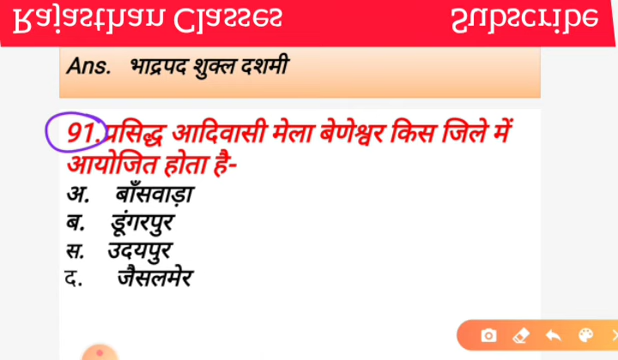 Rajasthan Classes Subscribe
Ans. भाद्रपद शुक्ल दशमी
91.प्रसिद्ध आदिवासी मेला बेणेश्वर किस जिले में
आयोजित होता है-
अ. बाँसवाड़ा
ब. डूंगरपुर
स. उदयपुर
द. जैसलमेर